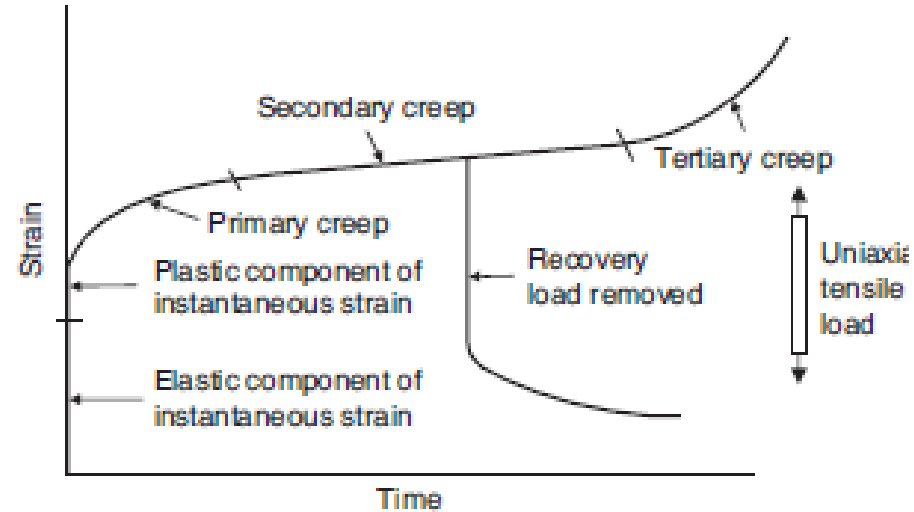 Secondary creep
Tertiary creep
Primary creep
Strain
Plastic component of
instantaneous strain
Recovery
load removed
Uniaxia
tensile
load
Elastic component of
instantaneous strain
Time